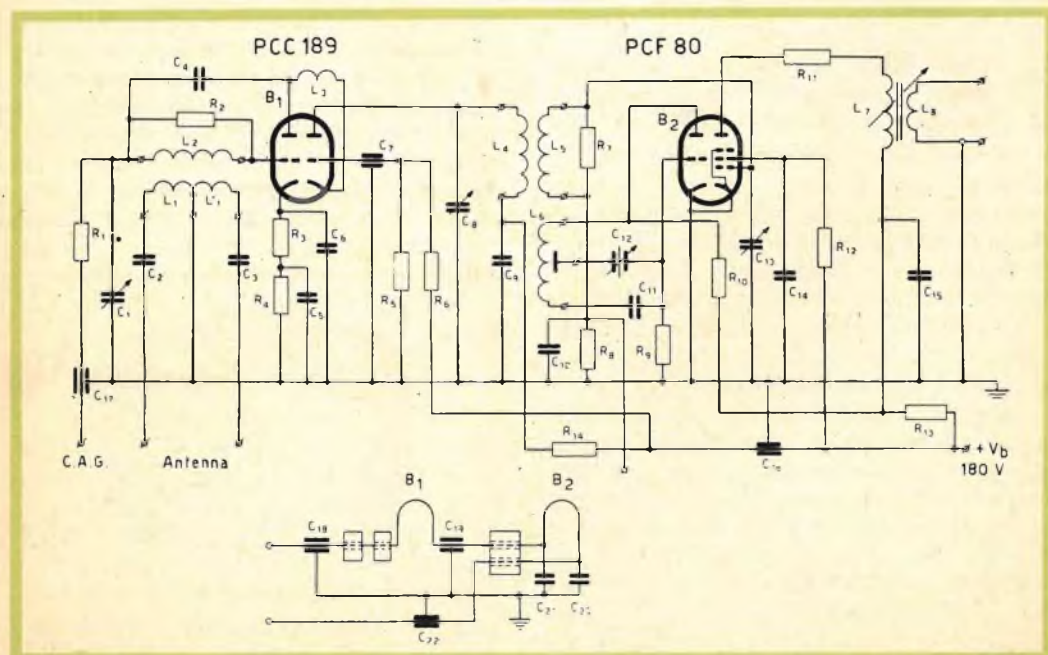 PCC 189
PCF 80
C4
L3
R11
R2
B1
B2
L7
L8
L2
C7
L4
L5
R7
L1
L'1
L6
R1
R3
C6
C8
C12
C13
R12
C2
C3
R4
C5
R5
R6
C9
C11
R10
C14
C15
C1
C10
R8
R9
C17
R14
R13
C.A.G.
Antenna
+ Vb
180 V
B1
B2
C18
C19
C22